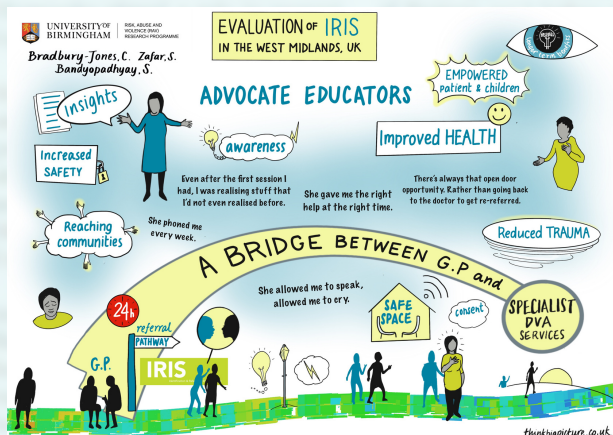 UNIVERSITY OF
BIRMINGHAM
RISK, ABUSE AND
VIOLENCE (RAV)
RESEARCH PROGRAMME
Bradbury-Jones, C. Zafar, S.
Bandyopadhyay, S.
EVALUATION OF IRIS
IN THE WEST MIDLANDS, UK
ADVOCATE EDUCATORS
insights
Increased
SAFETY
awareness
EMPOWERED
patient & children
Improved HEALTH
Even after the first session I
had, I was realising stuff that
I'd not even realised before.
She gave me the right
help at the right time.
There's always that open door
opportunity. Rather than going back
to the doctor to get re-referred.
Reaching
communities
She phoned me
every week.
Reduced TRAUMA
A BRIDGE BETWEEN G.P and
SPECIALIST
DVA
SERVICES
She allowed me to speak,
allowed me to cry.
24h
referral
PATHWAY
G.P.
IRIS
SAFE
SPACE
consent
thinkbigpicture.co.uk